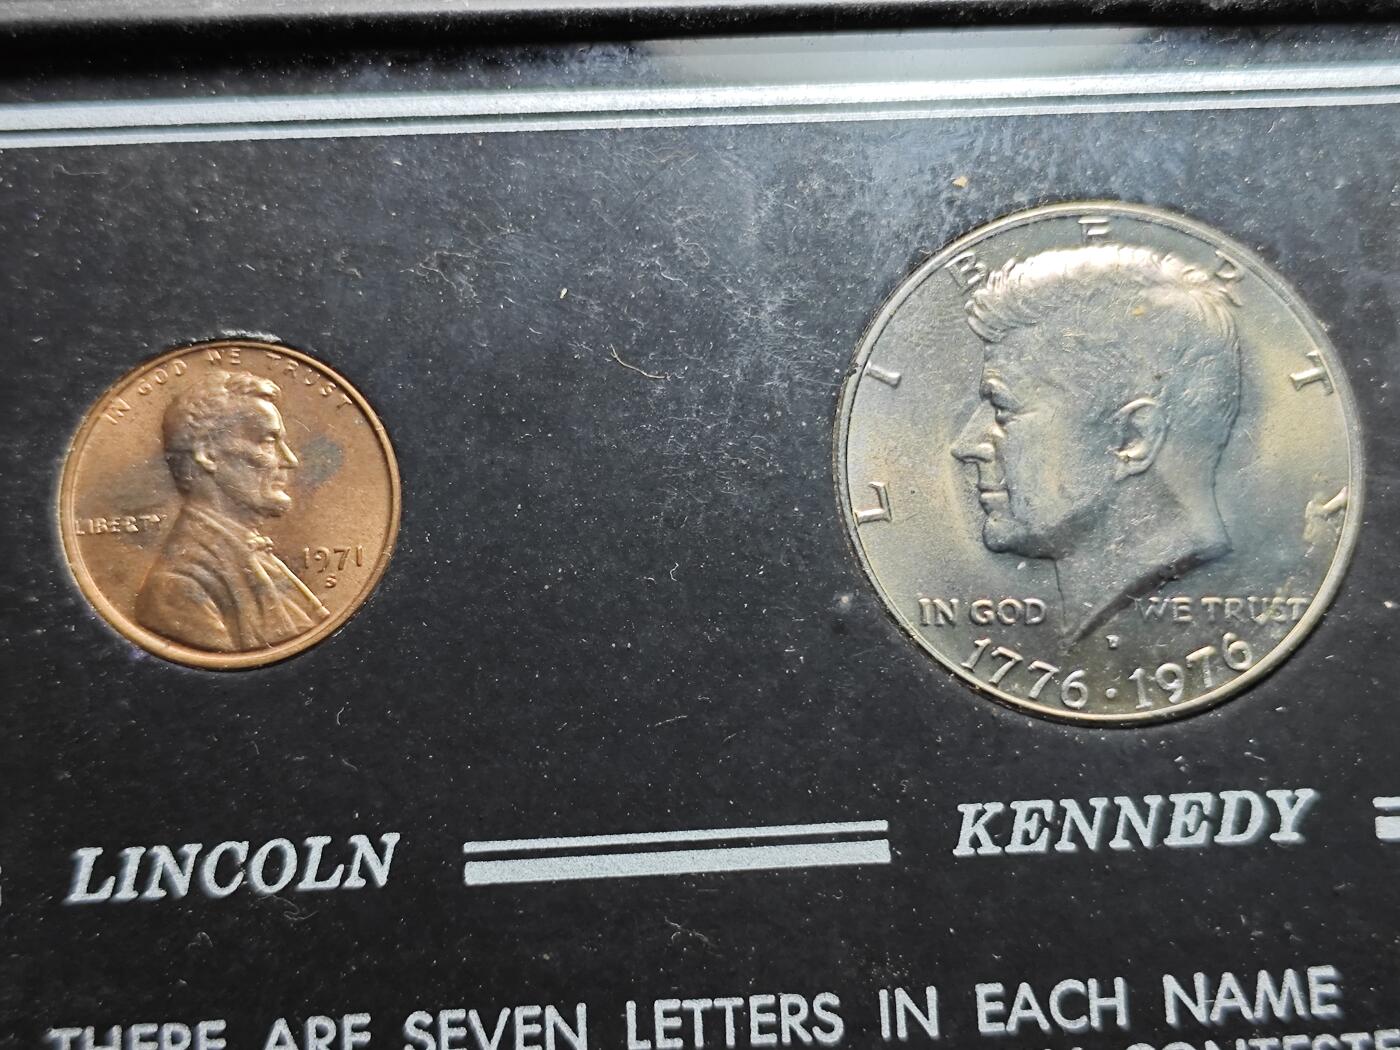 IN GOD WE TRUST
LIBERTY
1971
S
LIBERTY
IN GOD WE TRUST
D
1776 · 1976
LINCOLN KENNEDY
THERE ARE SEVEN LETTERS IN EACH NAME